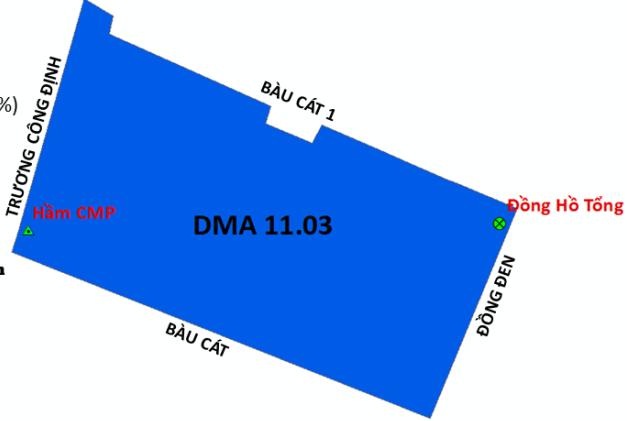 BÀU CÁT 1
TRƯƠNG CÔNG ĐỊNH
%)
Hầm CMP
Đồng Hồ Tổng
DMA 11.03
ĐỒNG ĐEN
BÀU CÁT